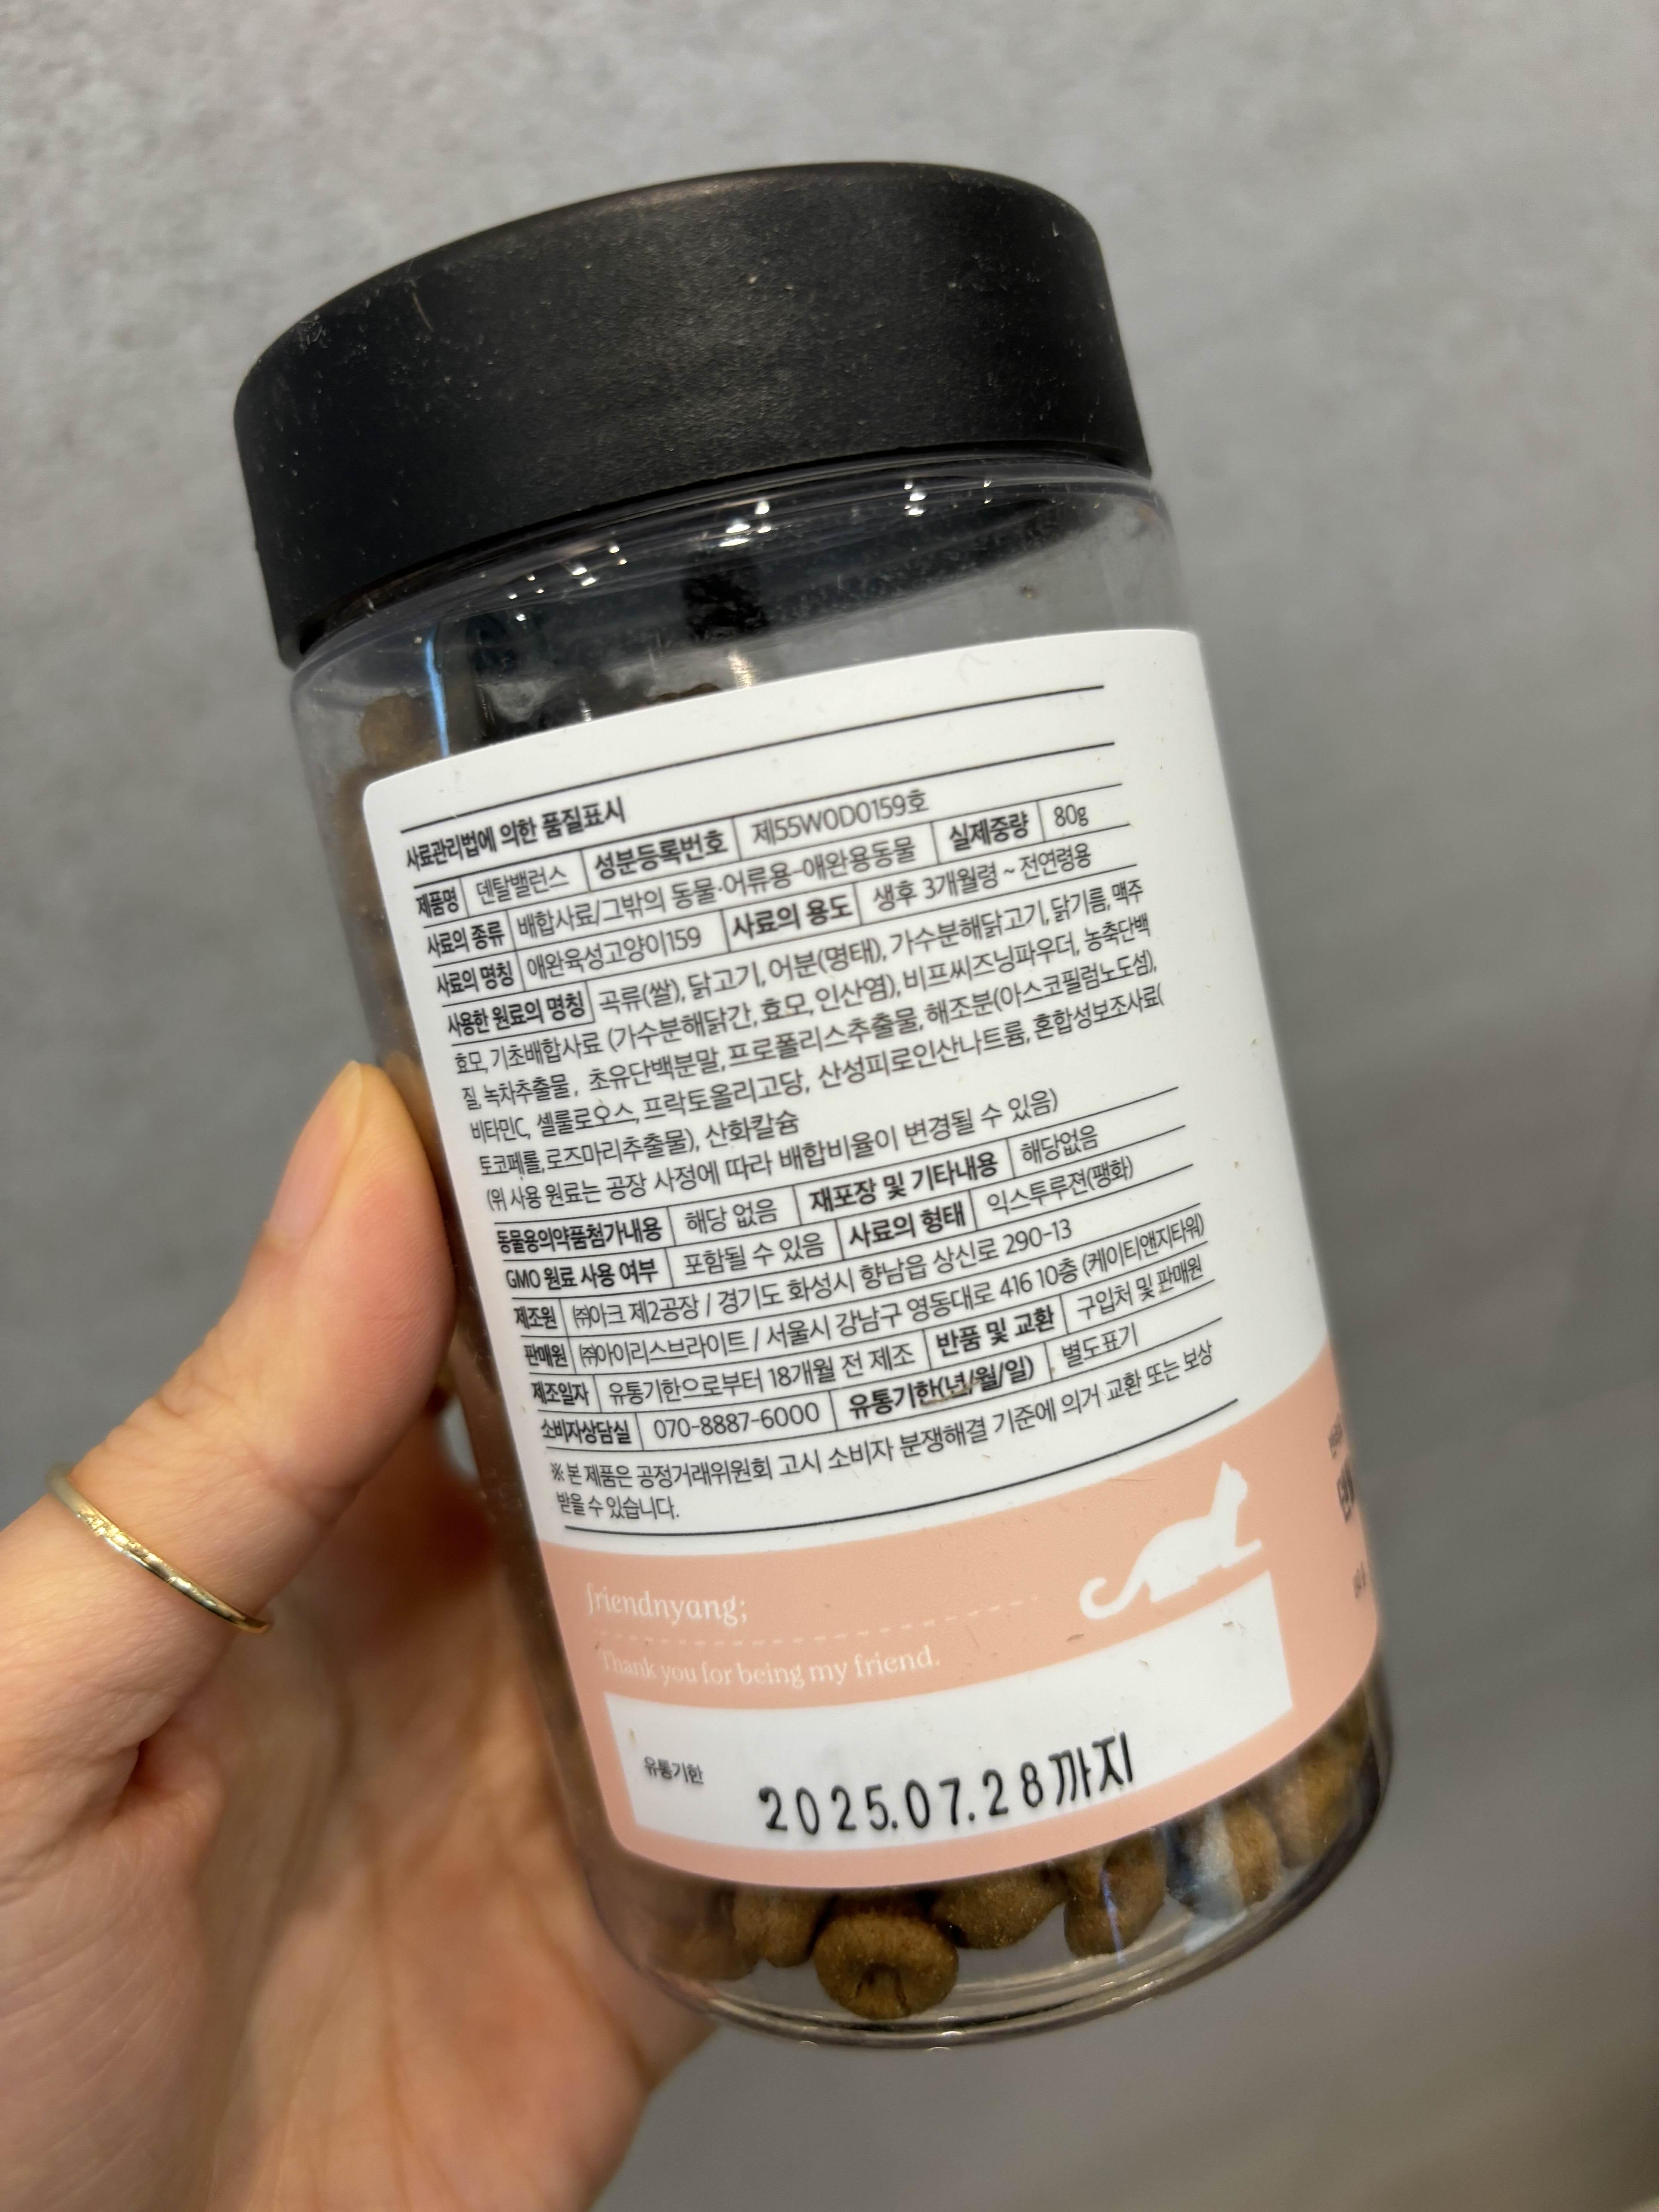 사료관리법에 의한 품질표시
제품명 덴탈밸런스 성분등록번호 제55W0D0159호
사료의 종류 배합사료/그밖의 동물·어류용-애완용동물 실제중량 80g
사료의 명칭 애완육성고양이159 사료의 용도 생후 3개월령 ~ 전연령용
사용한 원료의 명칭 곡류(쌀), 닭고기, 어분(명태), 가수분해닭고기, 닭기름, 맥주
효모, 기초배합사료 (가수분해닭간, 효모, 인산염), 비프씨즈닝파우더, 농축단백
질, 녹차추출물, 초유단백분말, 프로폴리스추출물, 해조분(아스코필럼노도섬),
비타민C, 셀룰로오스, 프락토올리고당, 산성피로인산나트륨, 혼합성보조사료(
토코페롤, 로즈마리추출물), 산화칼슘
(위 사용 원료는 공장 사정에 따라 배합비율이 변경될 수 있음)
동물용의약품첨가내용 해당 없음 재포장 및 기타내용 해당없음
GMO 원료 사용 여부 포함될 수 있음 사료의 형태 익스투루젼(팽화)
제조원 ㈜아크 제2공장 / 경기도 화성시 향남읍 상신로 290-13
판매원 ㈜아이리스브라이트 / 서울시 강남구 영동대로 416 10층 (케이티앤지타워)
제조일자 유통기한으로부터 18개월 전 제조 반품 및 교환 구입처 및 판매원
소비자상담실 070-8887-6000 유통기한(년/월/일) 별도표기
※ 본 제품은 공정거래위원회 고시 소비자 분쟁해결 기준에 의거 교환 또는 보상
받을 수 있습니다.
friendnyang;
Thank you for being my friend.
유통기한 2025.07.28까지